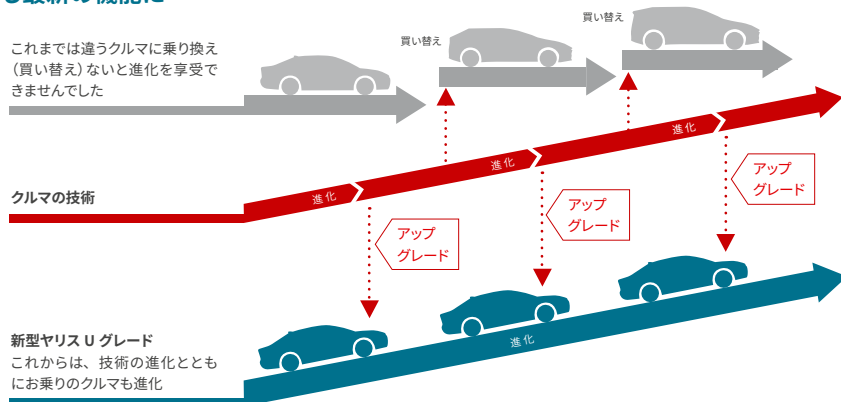 これまでは違うクルマに乗り換え
（買い替え）ないと進化を享受で
きませんでした
買い替え
買い替え
クルマの技術
進化
進化
進化
アップ
グレード
アップ
グレード
アップ
グレード
新型ヤリス U グレード
これからは、技術の進化ととも
にお乗りのクルマも進化
進化